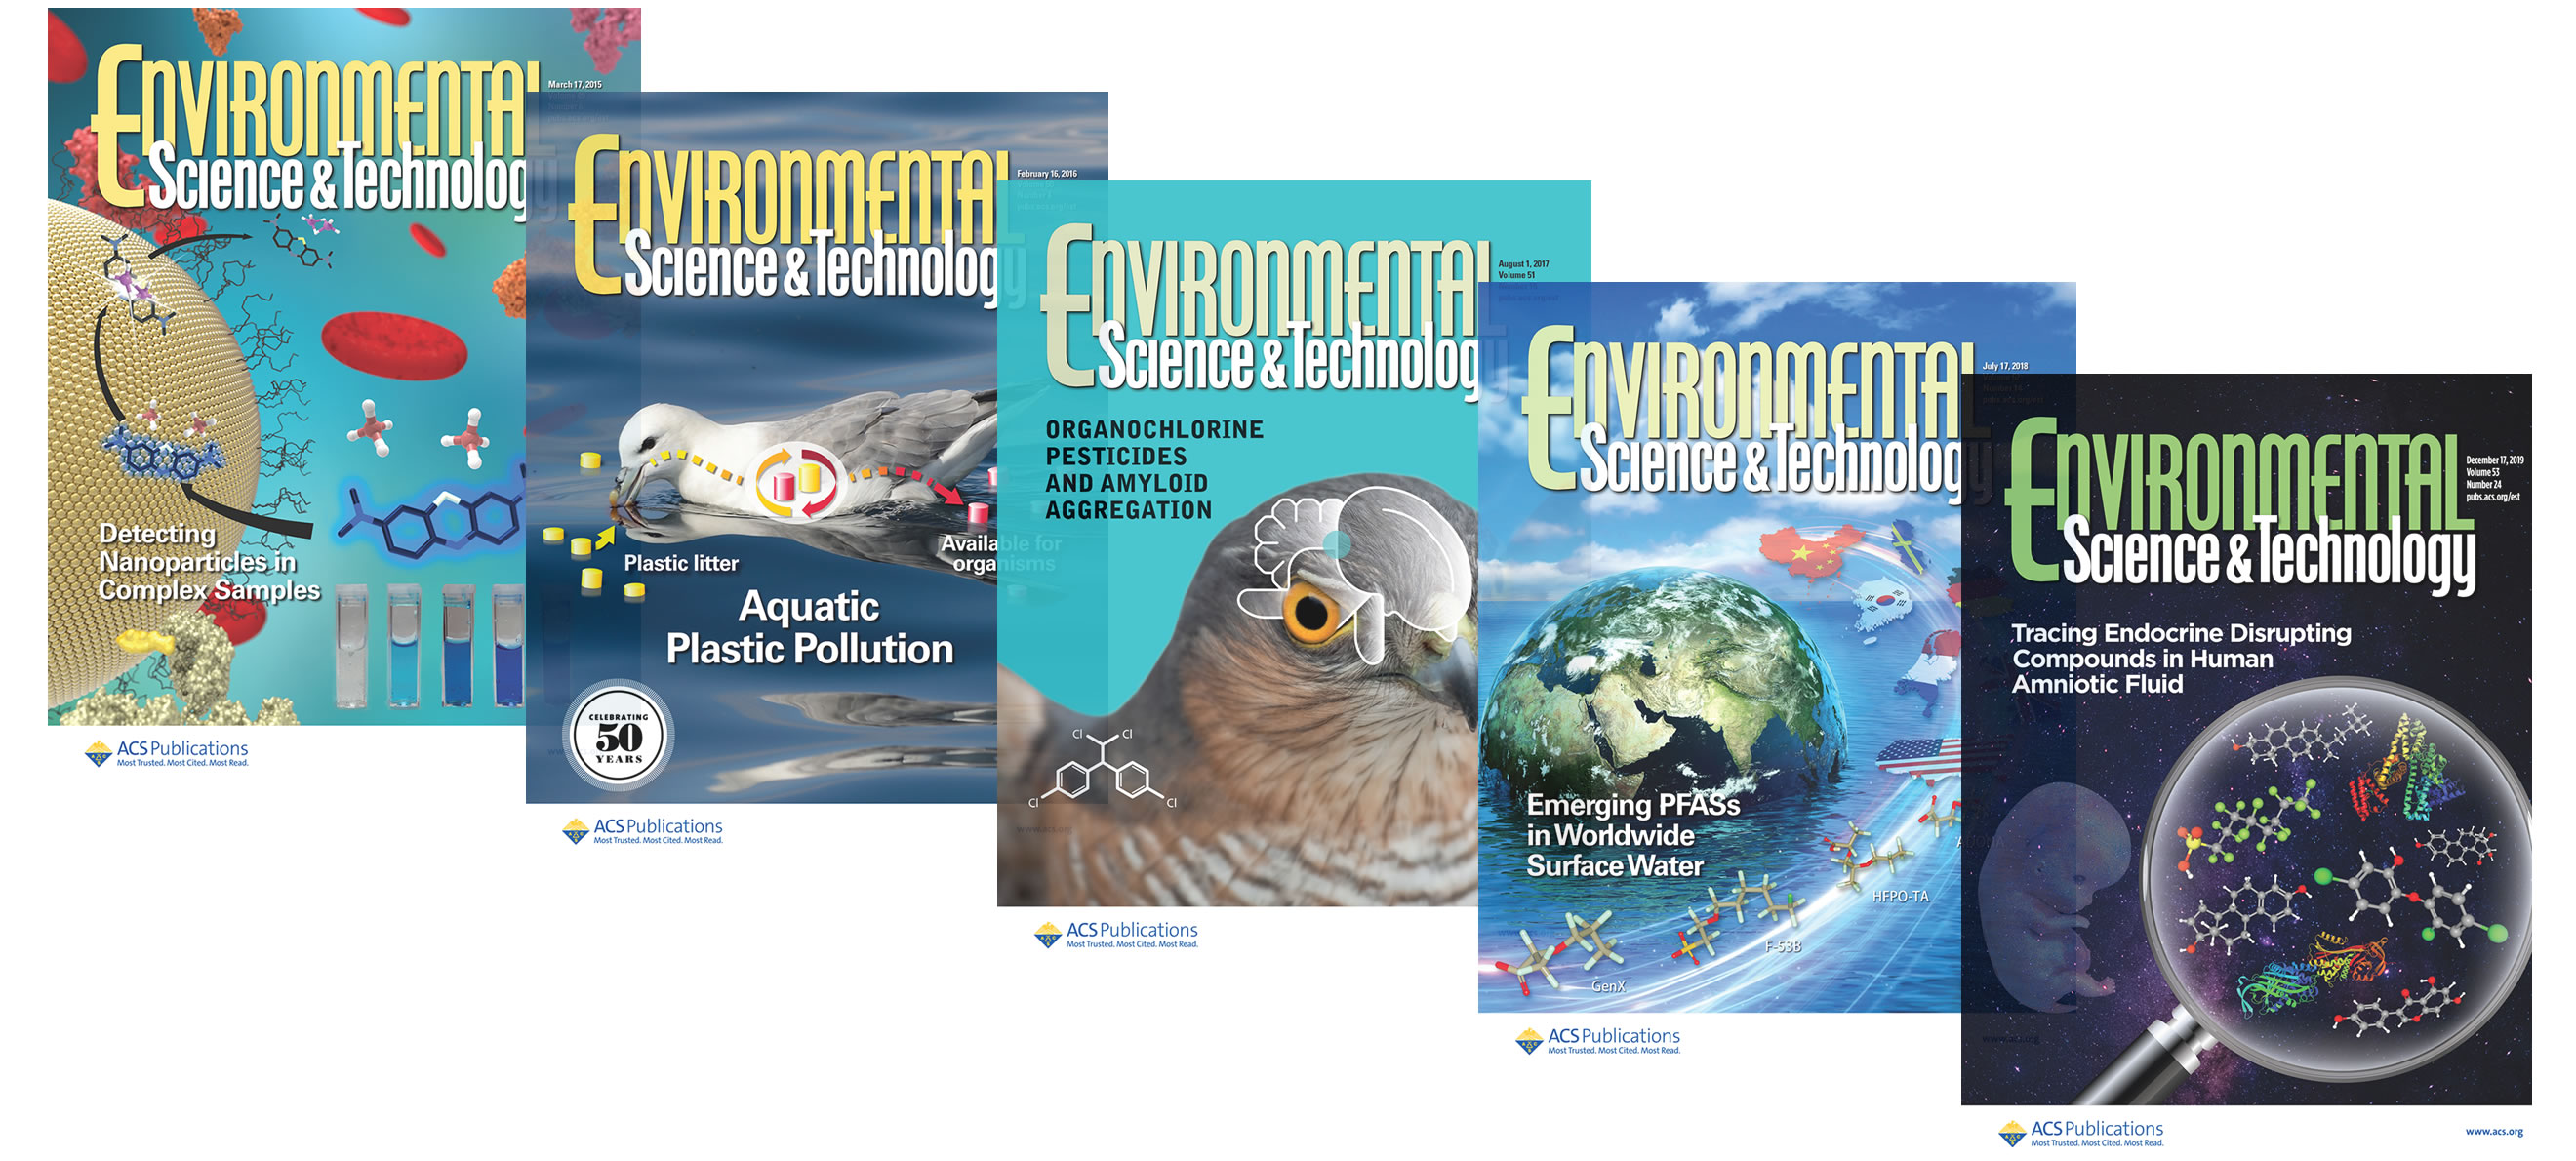 March 17, 2015
ENVIRONMENTAL
Science & Technology
Detecting
Nanoparticles in
Complex Samples
ACS Publications
Most Trusted. Most Cited. Most Read.
February 16, 2016
ENVIRONMENTAL
Science & Technology
Plastic litter
Available for
organisms
Aquatic
Plastic Pollution
CELEBRATING
50
YEARS
ACS Publications
Most Trusted. Most Cited. Most Read.
August 1, 2017
Volume 51
ENVIRONMENTAL
Science & Technology
ORGANOCHLORINE
PESTICIDES
AND AMYLOID
AGGREGATION
Cl Cl
Cl Cl
ACS Publications
Most Trusted. Most Cited. Most Read.
July 17, 2018
ENVIRONMENTAL
Science & Technology
Emerging PFASs
in Worldwide
Surface Water
HFPO-TA
F-53B
GenX
ACS Publications
Most Trusted. Most Cited. Most Read.
December 17, 2019
Volume 53
Number 24
pubs.acs.org/est
ENVIRONMENTAL
Science & Technology
Tracing Endocrine Disrupting
Compounds in Human
Amniotic Fluid
ACS Publications
Most Trusted. Most Cited. Most Read.
www.acs.org